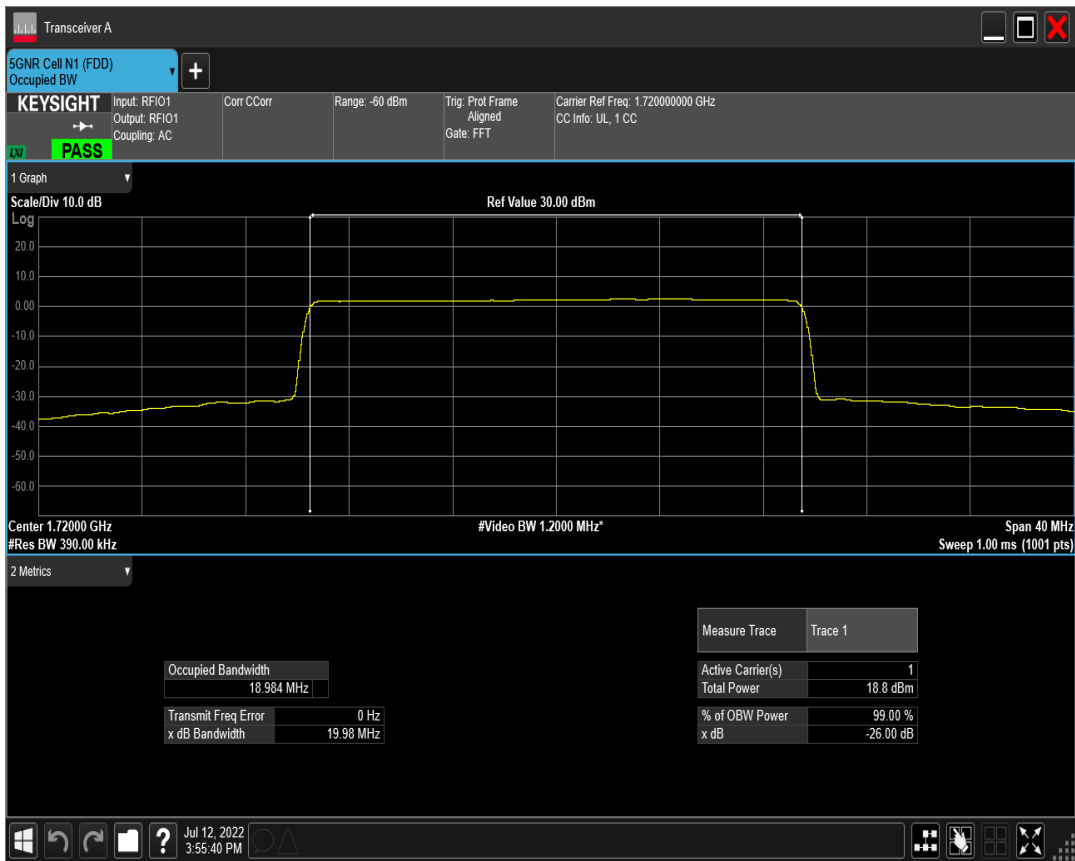 Transceiver A
5GNR Cell N1 (FDD)
Occupied BW
+
KEYSIGHT
LXI
PASS
Input: RFIO1
Output: RFIO1
Coupling: AC
Corr CCorr
Range: -60 dBm
Trig: Prot Frame
Aligned
Gate: FFT
Carrier Ref Freq: 1.720000000 GHz
CC Info: UL, 1 CC
1 Graph
Scale/Div 10.0 dB
Ref Value 30.00 dBm
Log
20.0
10.0
0.00
-10.0
-20.0
-30.0
-40.0
-50.0
-60.0
Center 1.72000 GHz
#Video BW 1.2000 MHz*
Span 40 MHz
#Res BW 390.00 kHz
Sweep 1.00 ms (1001 pts)
2 Metrics
Measure Trace Trace 1
Occupied Bandwidth
18.984 MHz
Active Carrier(s) 1
Total Power 18.8 dBm
Transmit Freq Error 0 Hz
x dB Bandwidth 19.98 MHz
% of OBW Power 99.00 %
x dB -26.00 dB
?
Jul 12, 2022
3:55:40 PM